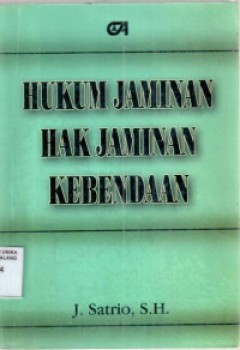 HUKUM JAMINAN
HAK JAMINAN
KEBENDAAN
J. Satrio, S.H.